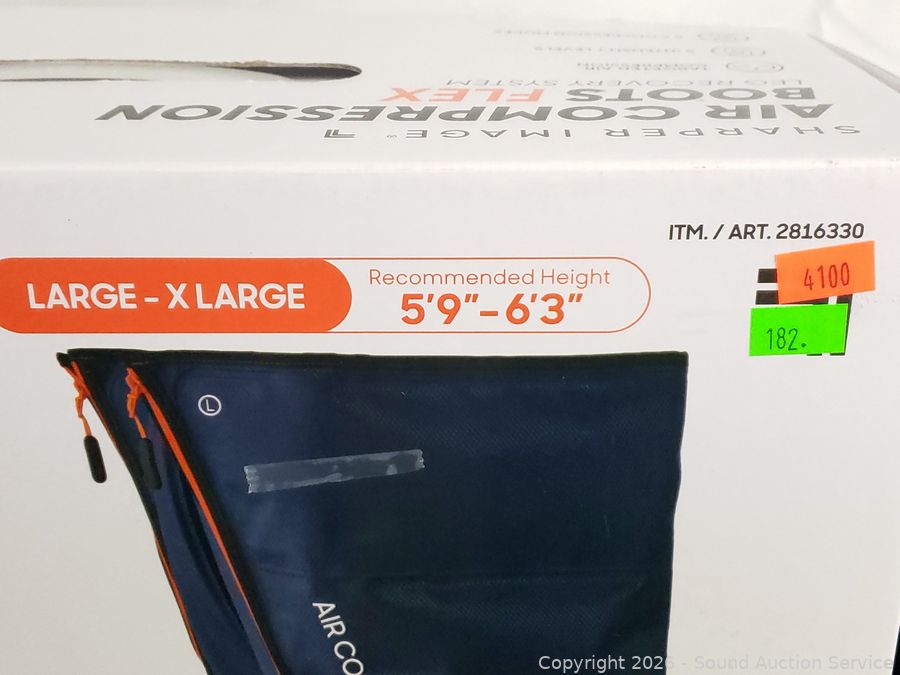 SHARPER IMAGE®
AIR COMPRESSION
BOOTS FLEX
LEG RECOVERY SYSTEM
ITM. / ART. 2816330
LARGE – X LARGE
Recommended Height
5'9" – 6'3"
4100
182.
L
AIR CO
Copyright 2026 - Sound Auction Service